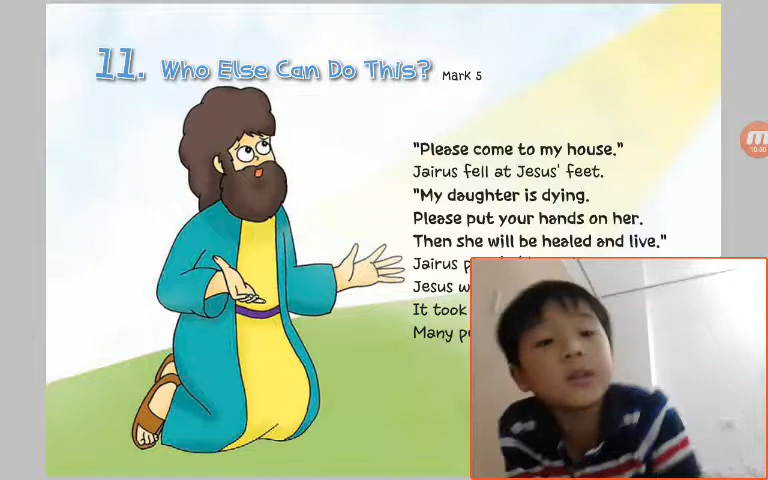 11. Who Else Can Do This? Mark 5
"Please come to my house."
Jairus fell at Jesus' feet.
"My daughter is dying.
Please put your hands on her.
Then she will be healed and live."
Jairus
Jesus
It took
Many
10:50